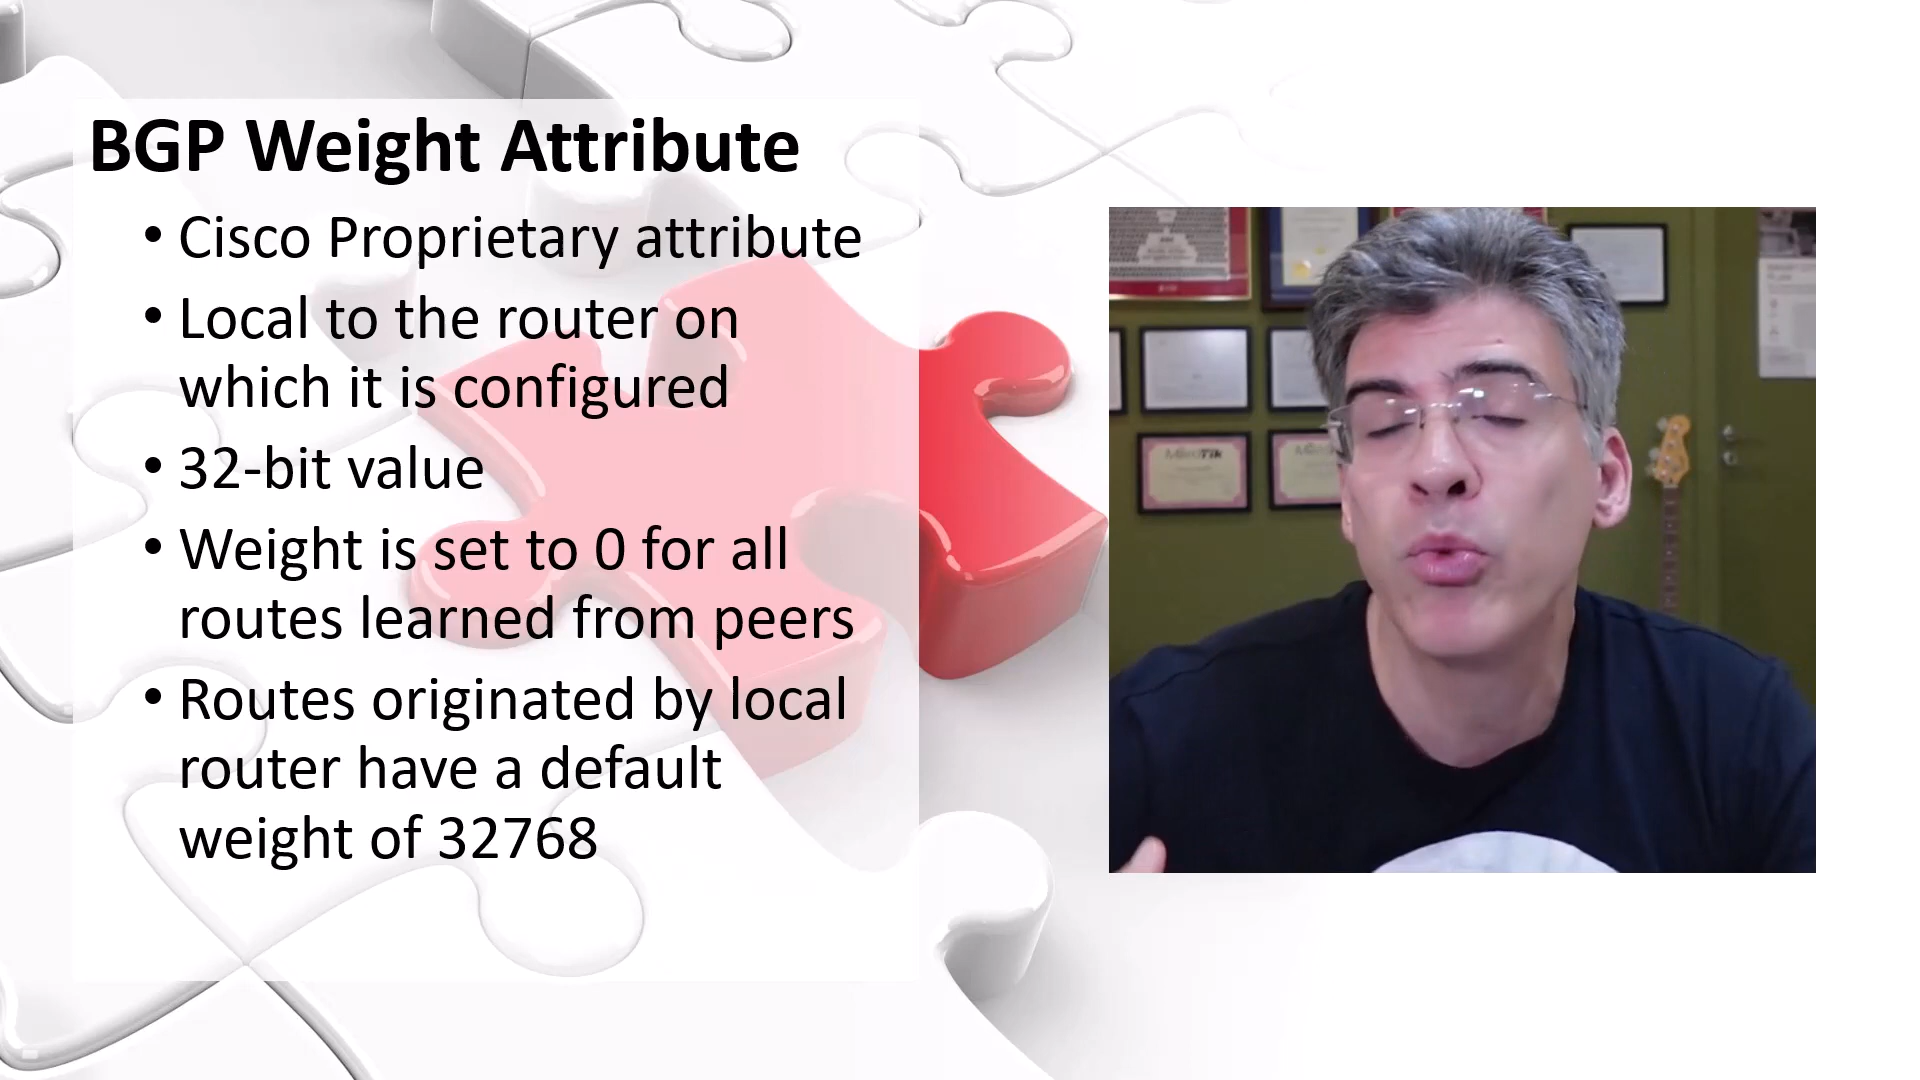 BGP Weight Attribute
• Cisco Proprietary attribute
• Local to the router on
which it is configured
• 32-bit value
• Weight is set to 0 for all
routes learned from peers
• Routes originated by local
router have a default
weight of 32768